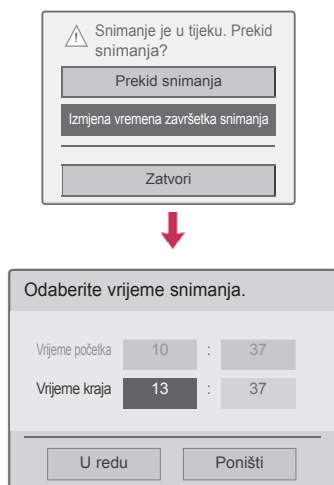 Snimanje je u tijeku. Prekid
snimanja?
Prekid snimanja
Izmjena vremena završetka snimanja
Zatvori
Odaberite vrijeme snimanja.
Vrijeme početka 10 : 37
Vrijeme kraja 13 : 37
U redu Poništi